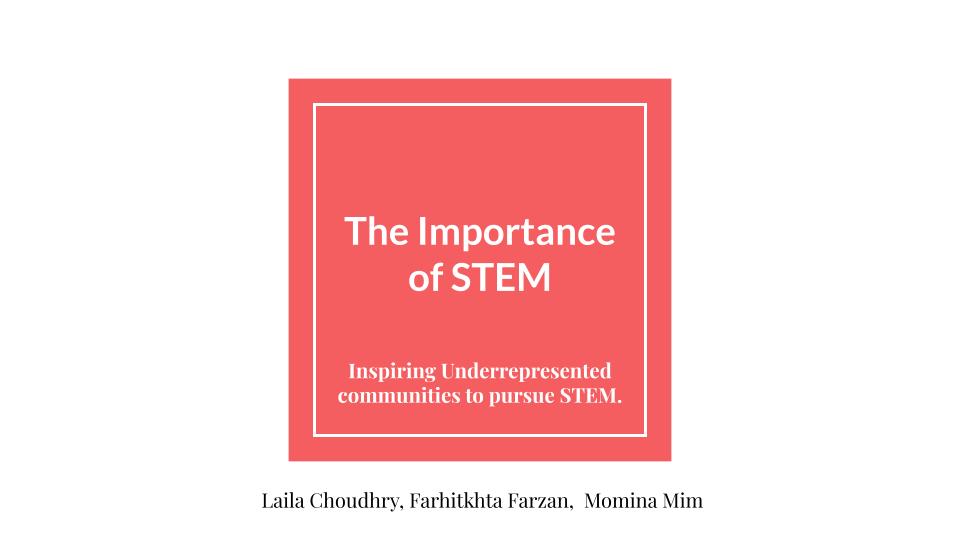 The Importance
of STEM
Inspiring Underrepresented
communities to pursue STEM.
Laila Choudhry, Farhitkhta Farzan,  Momina Mim